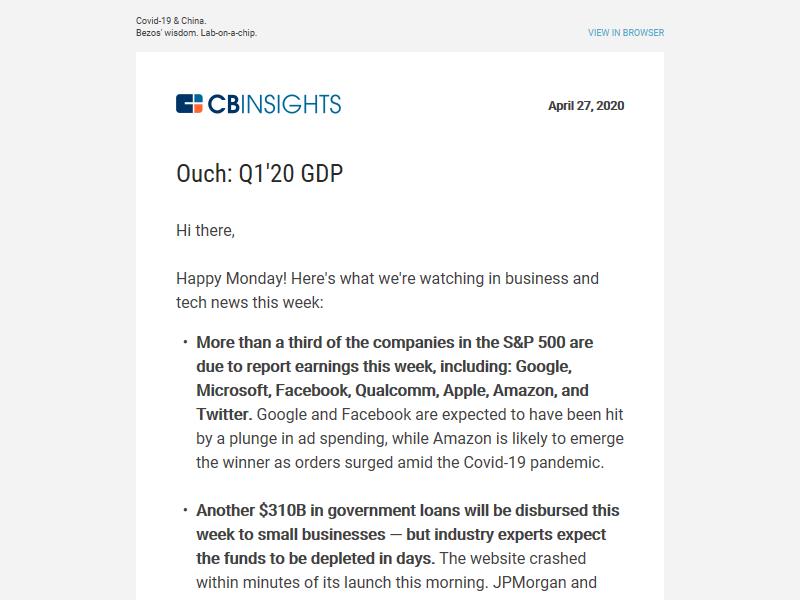 Covid-19 & China.
Bezos' wisdom. Lab-on-a-chip.
VIEW IN BROWSER
CBINSIGHTS
April 27, 2020
Ouch: Q1'20 GDP
Hi there,
Happy Monday! Here's what we're watching in business and
tech news this week:
• More than a third of the companies in the S&P 500 are
due to report earnings this week, including: Google,
Microsoft, Facebook, Qualcomm, Apple, Amazon, and
Twitter. Google and Facebook are expected to have been hit
by a plunge in ad spending, while Amazon is likely to emerge
the winner as orders surged amid the Covid-19 pandemic.
• Another $310B in government loans will be disbursed this
week to small businesses — but industry experts expect
the funds to be depleted in days. The website crashed
within minutes of its launch this morning. JPMorgan and